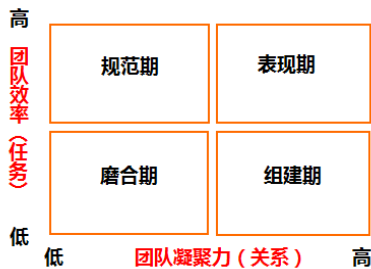 高
规范期 表现期
团队效率（任务）
磨合期 组建期
低
低 团队凝聚力（关系） 高